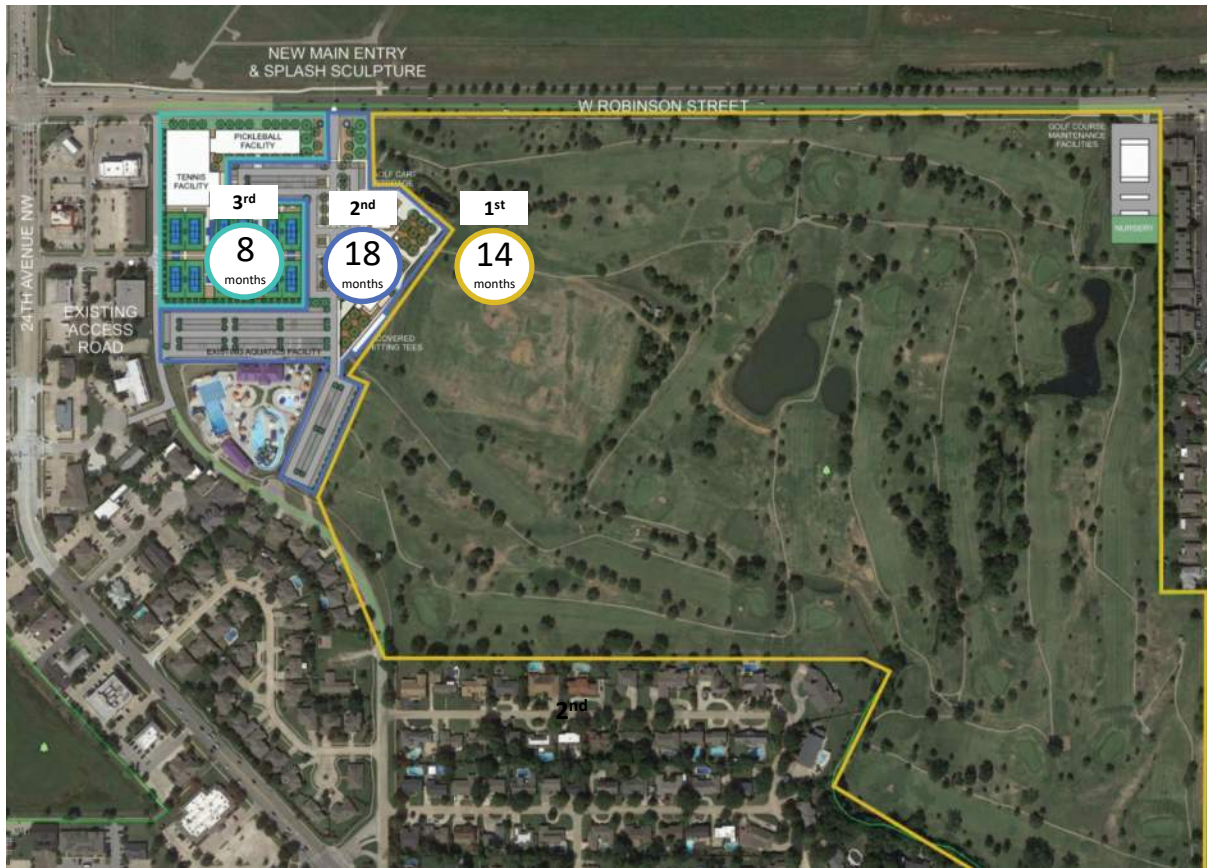 NEW MAIN ENTRY
& SPLASH SCULPTURE
W ROBINSON STREET
GOLF COURSE
MAINTENANCE
FACILITIES
NURSERY
PICKLEBALL
FACILITY
TENNIS
FACILITY
GOLF CART
3rd
8
months
2nd
18
months
1st
14
months
24TH AVENUE NW
EXISTING
ACCESS
ROAD
EXISTING AQUATICS FACILITY
COVERED
HITTING TEES
2nd